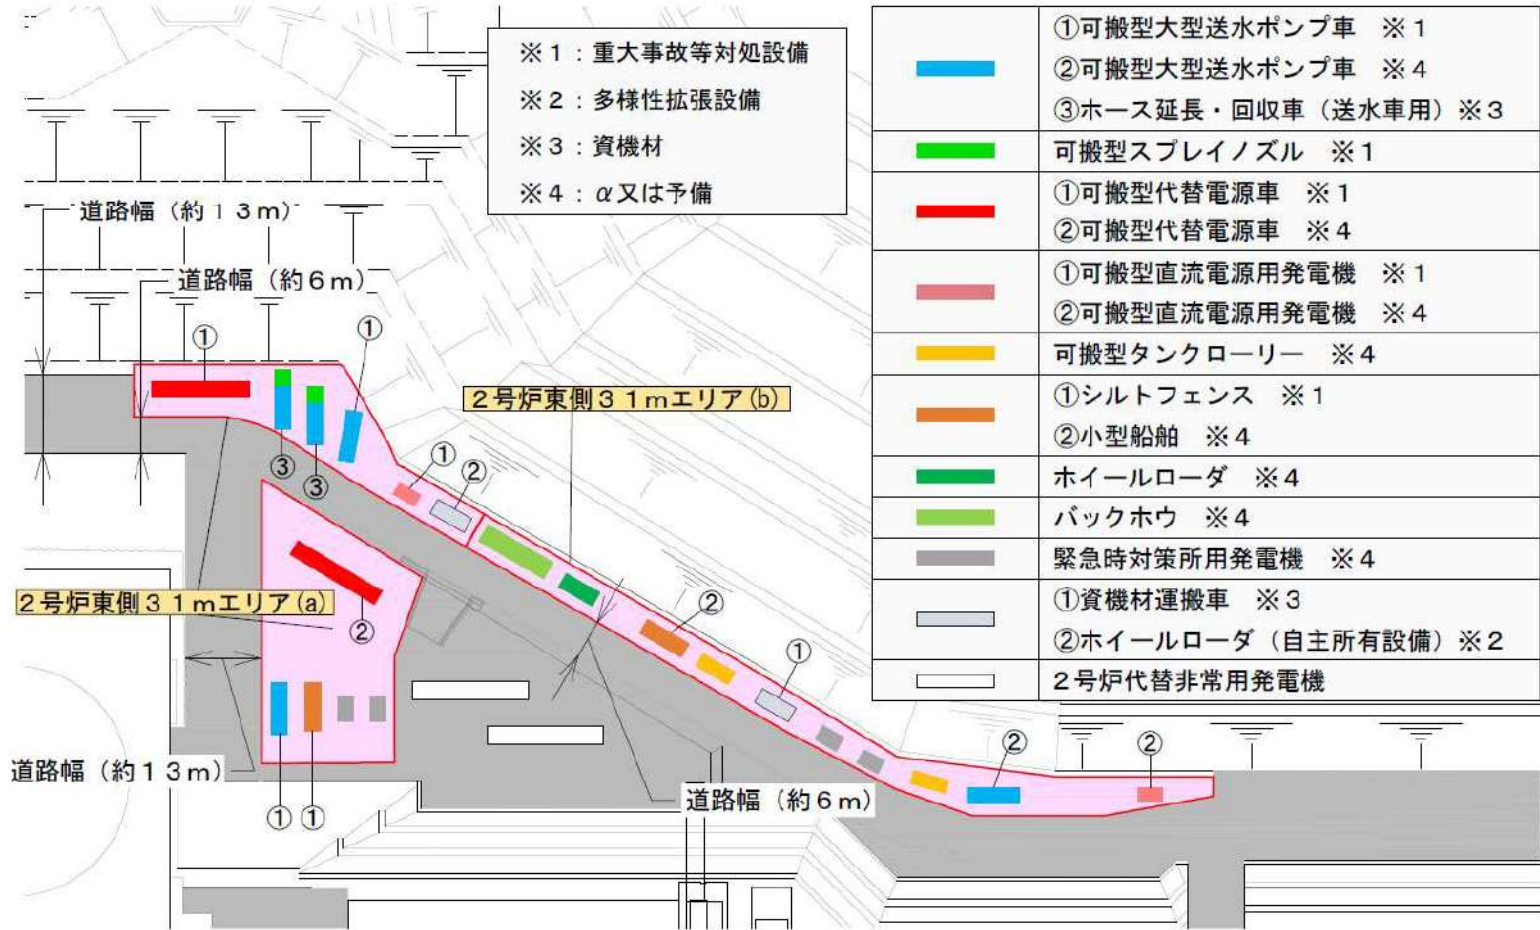 ※１：重大事故等対処設備
※２：多様性拡張設備
※３：資機材
※４：α又は予備
①可搬型大型送水ポンプ車　※１
②可搬型大型送水ポンプ車　※４
③ホース延長・回収車（送水車用）※３
可搬型スプレイノズル　※１
①可搬型代替電源車　※１
②可搬型代替電源車　※４
①可搬型直流電源用発電機　※１
②可搬型直流電源用発電機　※４
可搬型タンクローリー　※４
①シルトフェンス　※１
②小型船舶　※４
ホイールローダ　※４
バックホウ　※４
緊急時対策所用発電機　※４
①資機材運搬車　※３
②ホイールローダ（自主所有設備）※２
２号炉代替非常用発電機
道路幅（約１３ｍ）
道路幅（約６ｍ）
①
①
２号炉東側３１ｍエリア(b)
③
③
①
②
２号炉東側３１ｍエリア(a)
②
②
①
②
②
道路幅（約１３ｍ）
道路幅（約６ｍ）
①
①